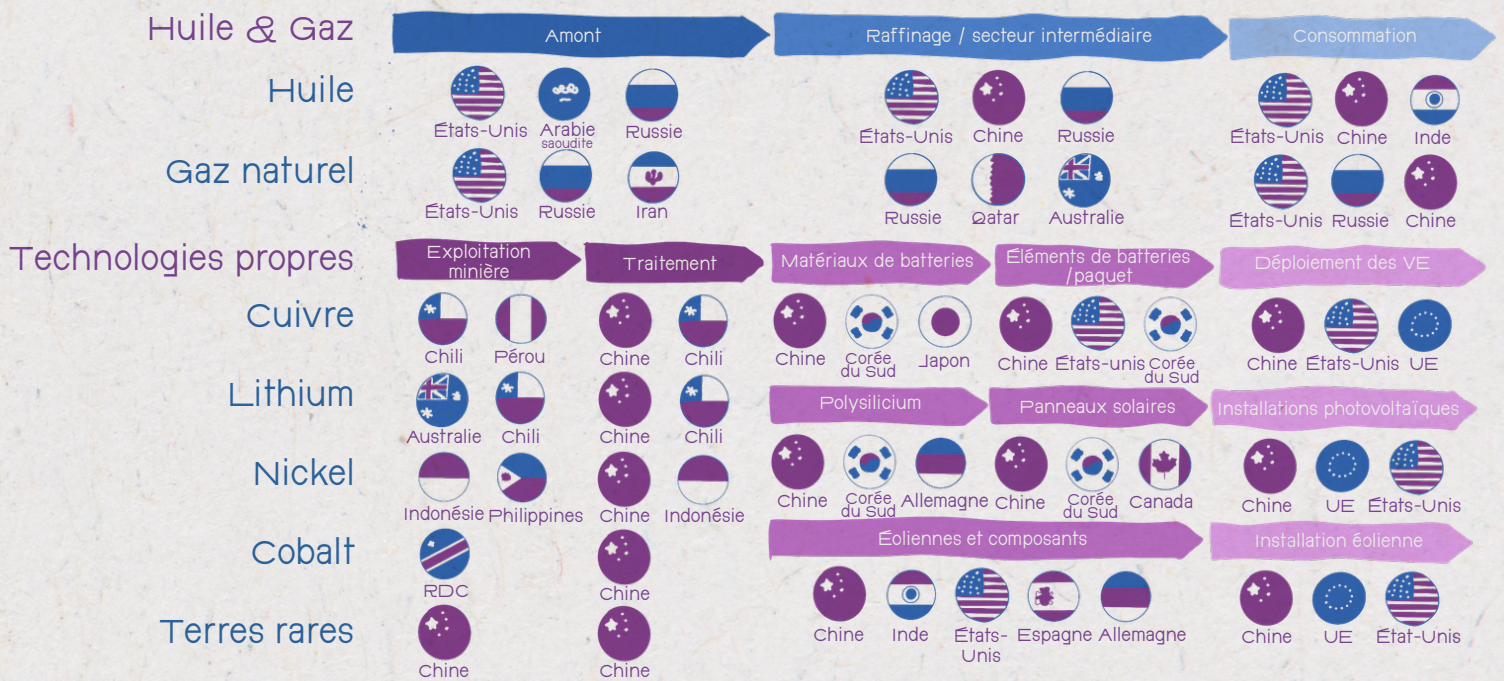 Huile & Gaz
Amont
Raffinage / secteur intermédiaire
Consommation
Huile
États-Unis
Arabie
saoudite
Russie
États-Unis
Chine
Russie
États-Unis
Chine
Inde
Gaz naturel
États-Unis
Russie
Iran
Russie
Qatar
Australie
États-Unis
Russie
Chine
Technologies propres
Exploitation
minière
Traitement
Matériaux de batteries
Éléments de batteries
/paquet
Déploiement des VE
Cuivre
Chili
Pérou
Chine
Chili
Chine
Corée
du Sud
Japon
Chine
États-unis
Corée
du Sud
Chine
États-Unis
UE
Lithium
Australie
Chili
Chine
Chili
Polysilicium
Panneaux solaires
Installations photovoltaïques
Nickel
Indonésie
Philippines
Chine
Indonésie
Chine
Corée
du Sud
Allemagne
Chine
Corée
du Sud
Canada
Chine
UE
États-Unis
Cobalt
RDC
Chine
Éoliennes et composants
Installation éolienne
Terres rares
Chine
Chine
Chine
Inde
États-
Unis
Espagne
Allemagne
Chine
UE
État-Unis